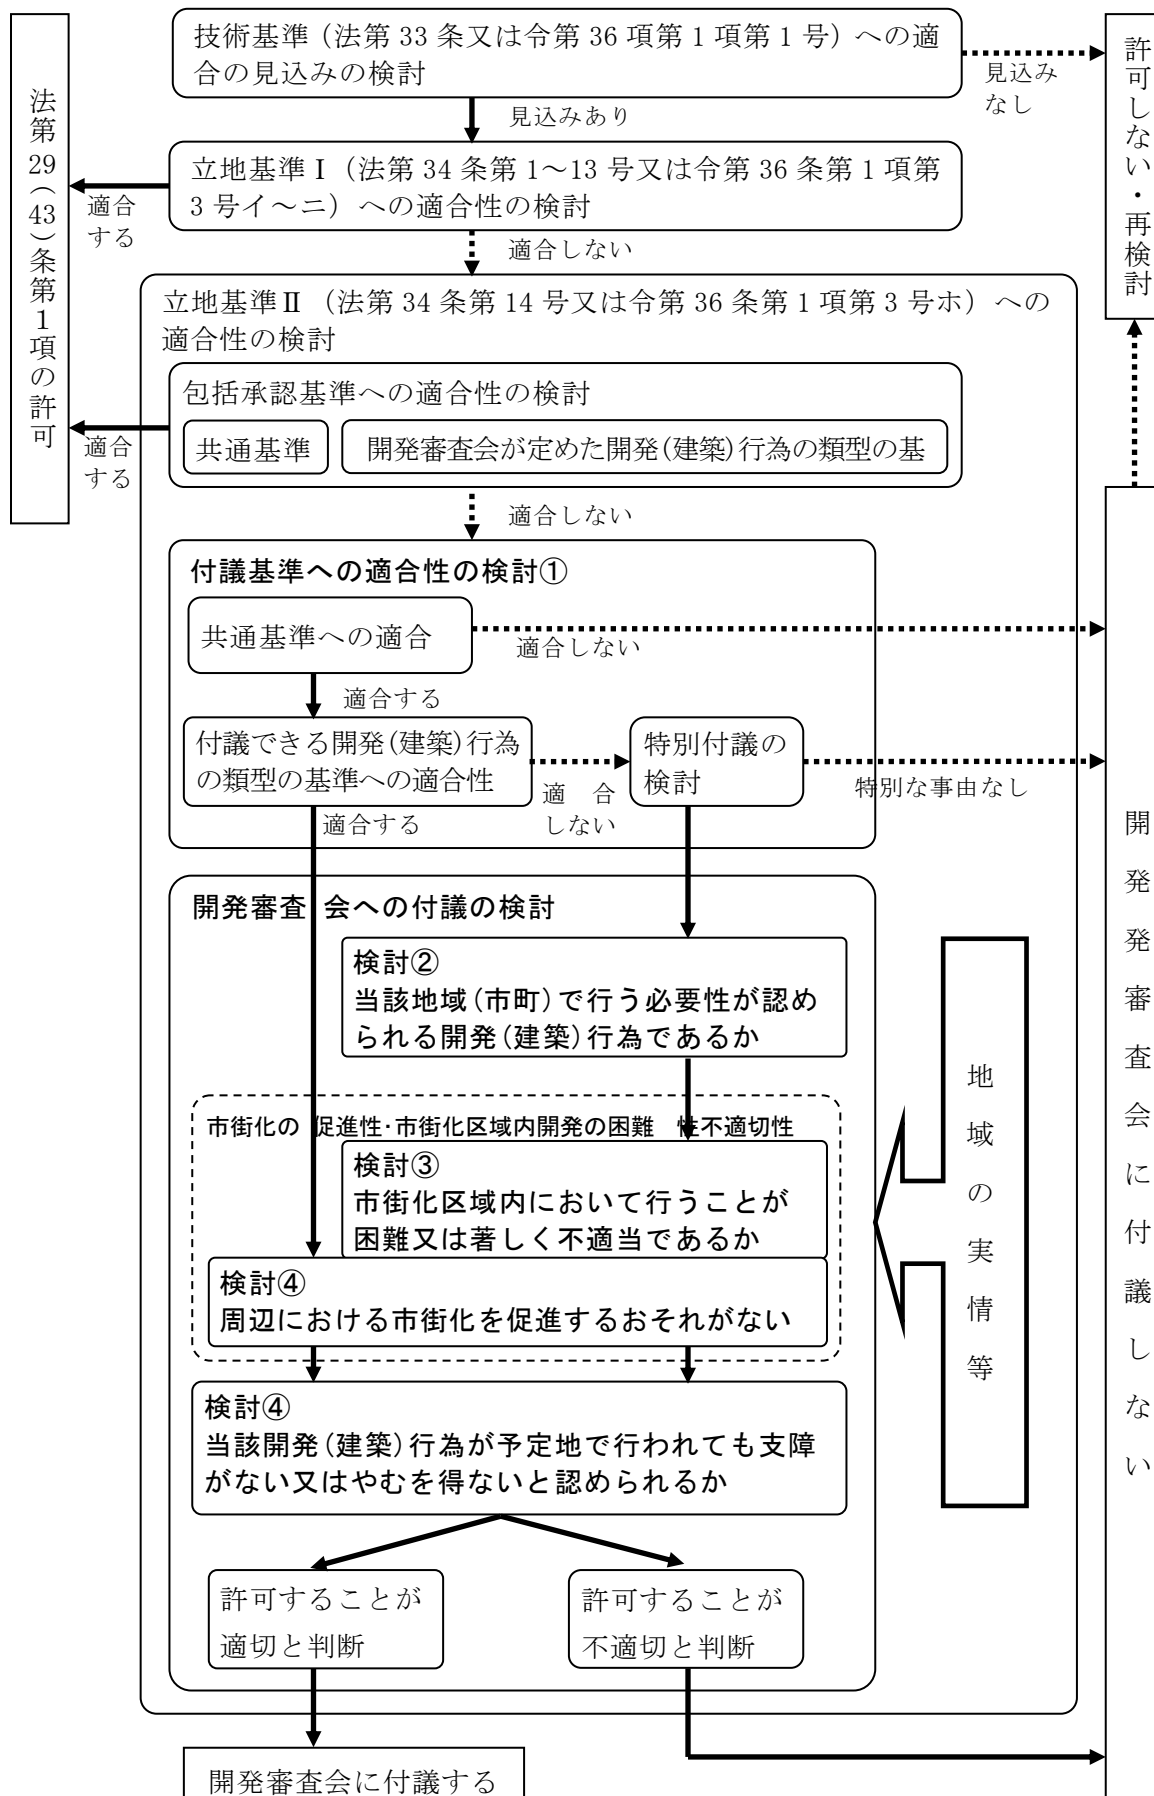 技術基準（法第 33 条又は令第 36 項第 1 項第 1 号）への適
合の見込みの検討
見込み
なし
許可しない・再検討
見込みあり
法第29（43）条第１項の許可
立地基準Ⅰ（法第 34 条第 1～13 号又は令第 36 条第 1 項第
3 号イ～ニ）への適合性の検討
適合
する
適合しない
立地基準Ⅱ（法第 34 条第 14 号又は令第 36 条第 1 項第 3 号ホ）への
適合性の検討
包括承認基準への適合性の検討
共通基準
開発審査会が定めた開発(建築)行為の類型の基
適合
する
適合しない
付議基準への適合性の検討①
共通基準への適合
適合しない
適合する
付議できる開発(建築)行為
の類型の基準への適合性
適　合
しない
特別付議の
検討
特別な事由なし
適合する
開発審査　会への付議の検討
検討②
当該地域(市町)で行う必要性が認め
られる開発(建築)行為であるか
市街化の　促進性・市街化区域内開発の困難　性不適切性
検討③
市街化区域内において行うことが
困難又は著しく不適当であるか
検討④
周辺における市街化を促進するおそれがない
検討④
当該開発(建築)行為が予定地で行われても支障
がない又はやむを得ないと認められるか
地域の実情等
許可することが
適切と判断
許可することが
不適切と判断
開発審査会に付議する
開発発審査会に付議しない